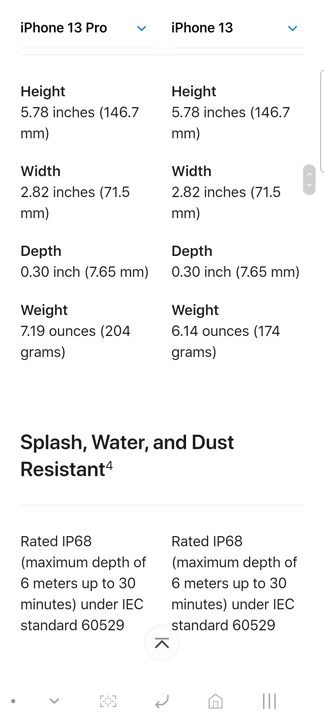 iPhone 13 Pro
iPhone 13
Height
5.78 inches (146.7
mm)
Width
2.82 inches (71.5
mm)
Depth
0.30 inch (7.65 mm)
Weight
7.19 ounces (204
grams)
Height
5.78 inches (146.7
mm)
Width
2.82 inches (71.5
mm)
Depth
0.30 inch (7.65 mm)
Weight
6.14 ounces (174
grams)
Splash, Water, and Dust
Resistant⁴
Rated IP68
(maximum depth of
6 meters up to 30
minutes) under IEC
standard 60529
Rated IP68
(maximum depth of
6 meters up to 30
minutes) under IEC
standard 60529